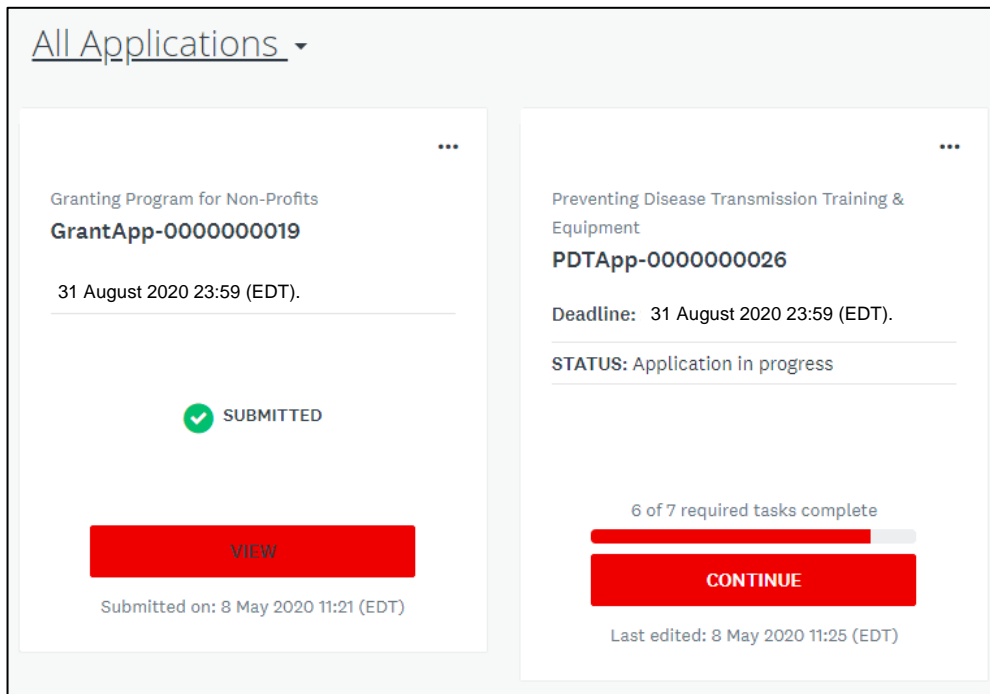 All Applications
Granting Program for Non-Profits
GrantApp-0000000019
31 August 2020 23:59 (EDT).
SUBMITTED
VIEW
Submitted on: 8 May 2020 11:21 (EDT)
Preventing Disease Transmission Training &
Equipment
PDTApp-0000000026
Deadline: 31 August 2020 23:59 (EDT).
STATUS: Application in progress
6 of 7 required tasks complete
CONTINUE
Last edited: 8 May 2020 11:25 (EDT)